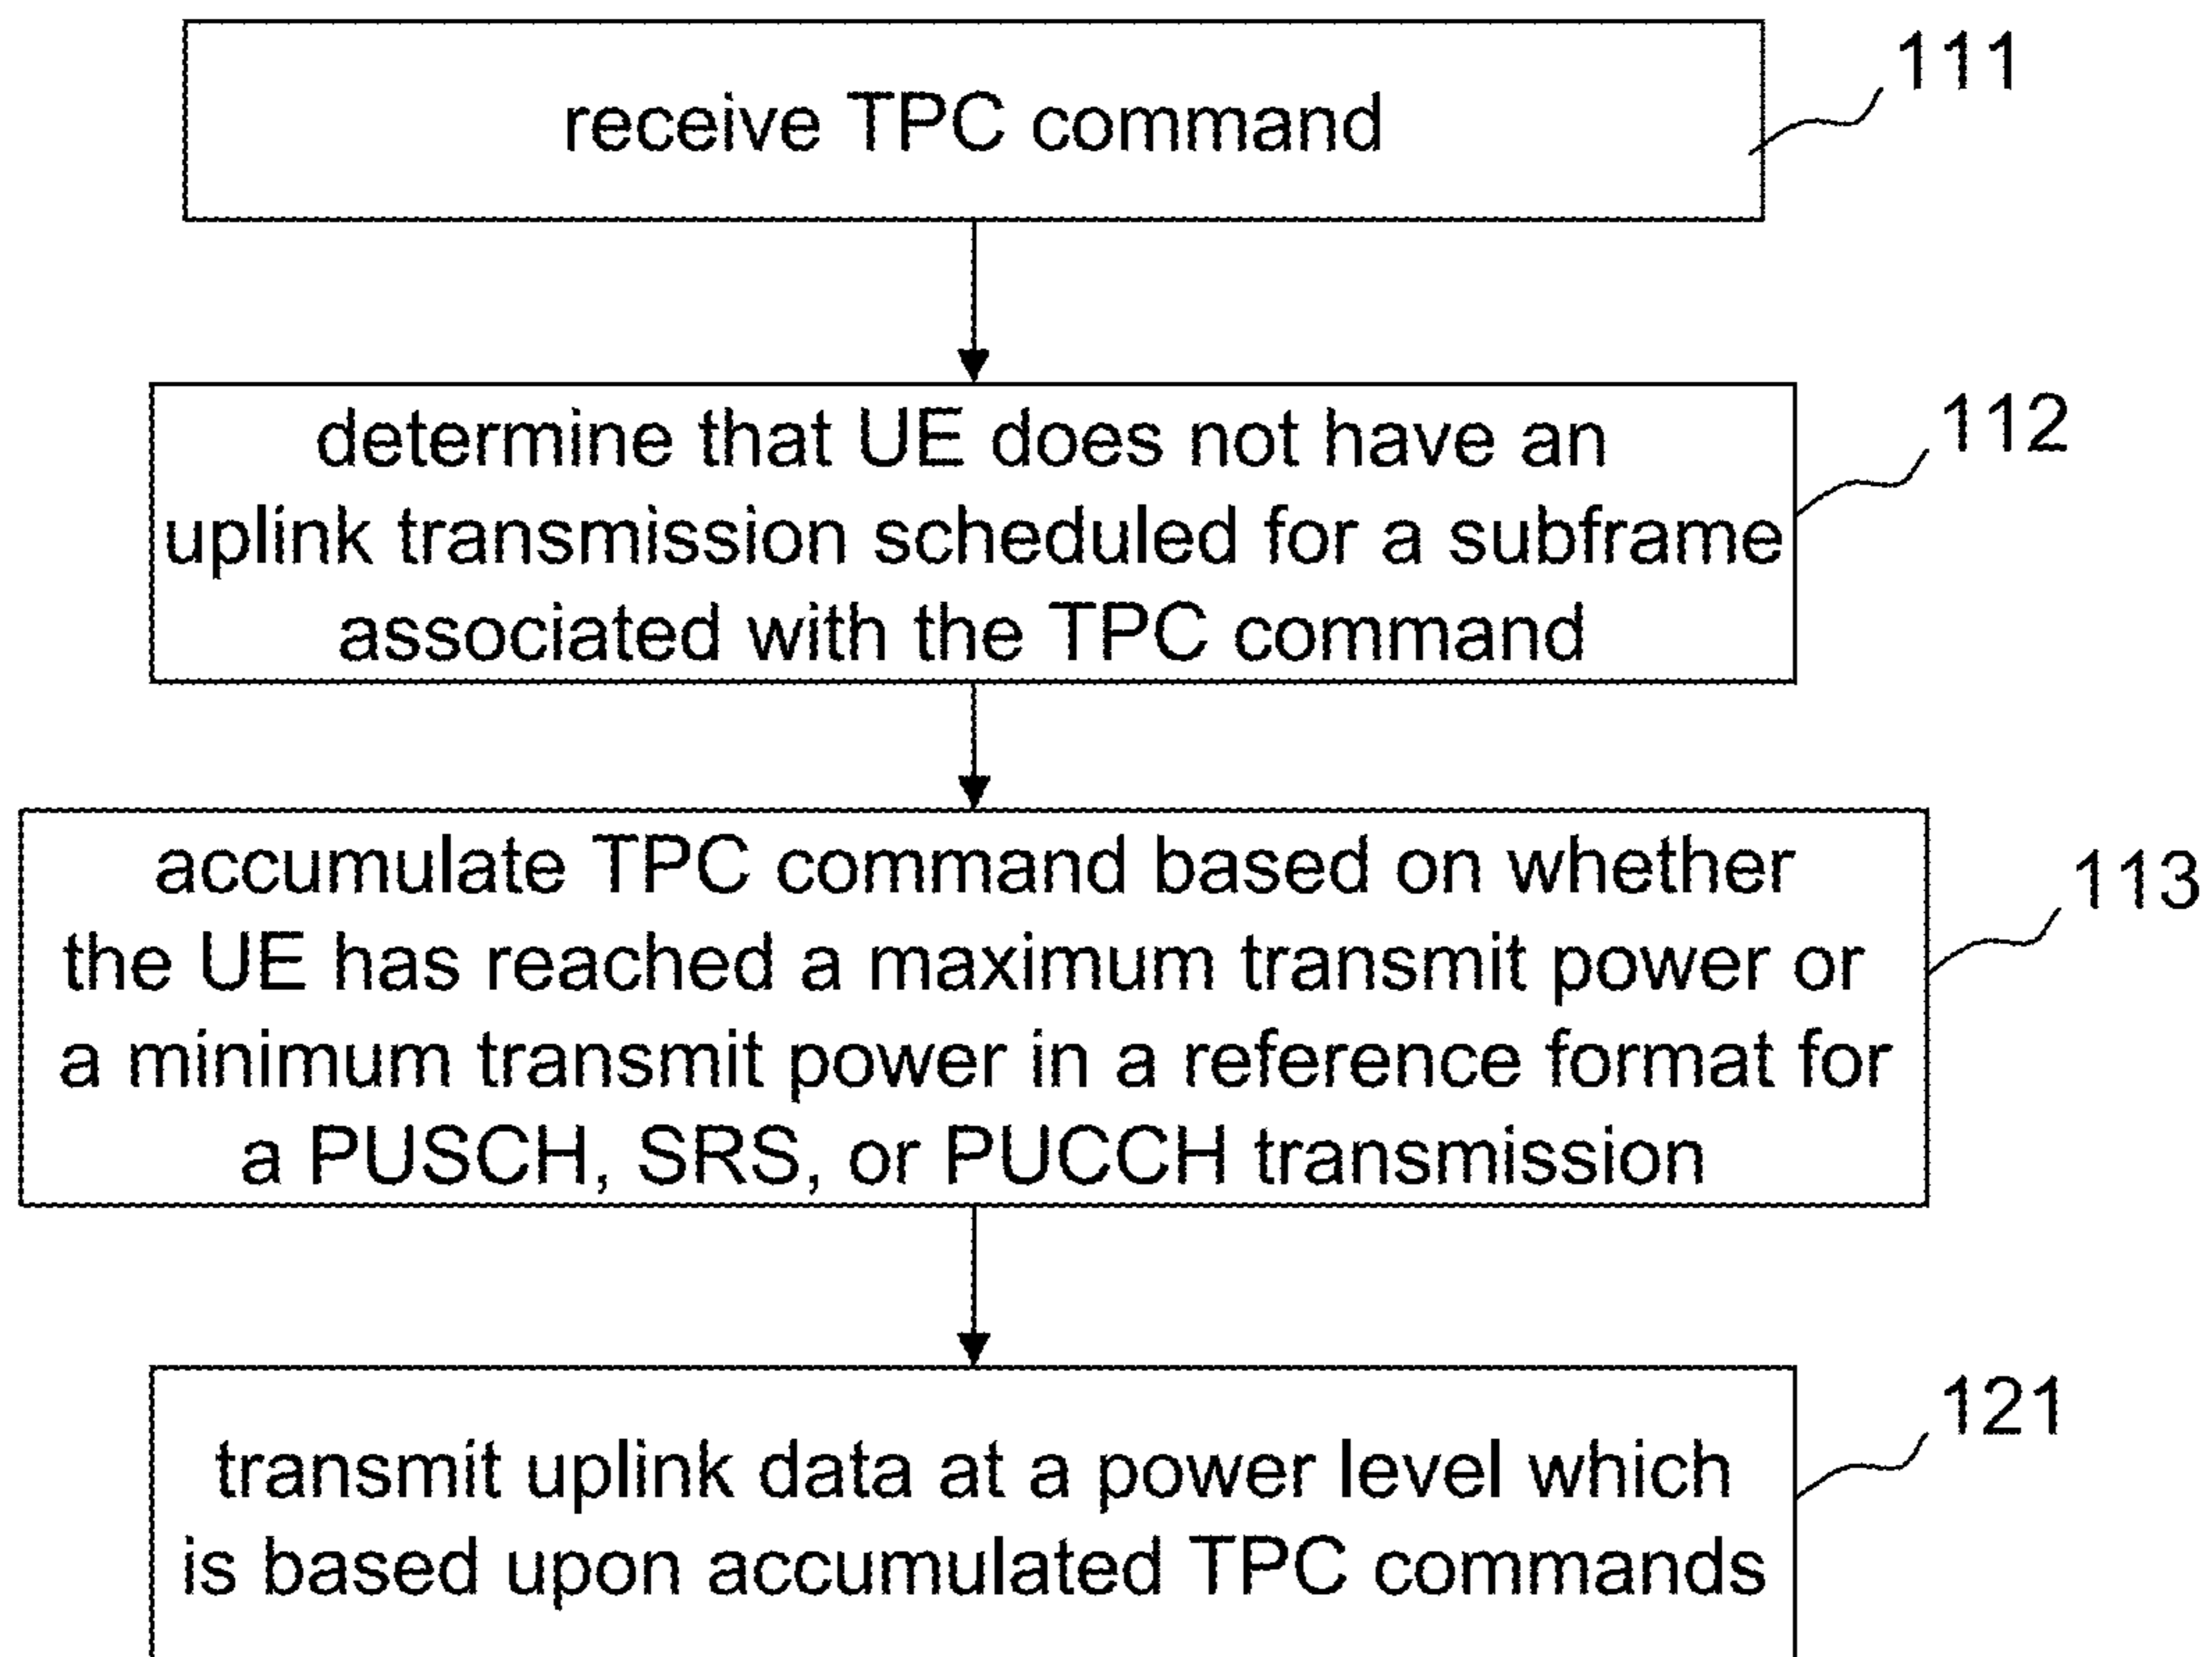 receive TPC command
111
determine that UE does not have an
uplink transmission scheduled for a subframe
associated with the TPC command
112
accumulate TPC command based on whether
the UE has reached a maximum transmit power or
a minimum transmit power in a reference format for
a PUSCH, SRS, or PUCCH transmission
113
transmit uplink data at a power level which
is based upon accumulated TPC commands
121